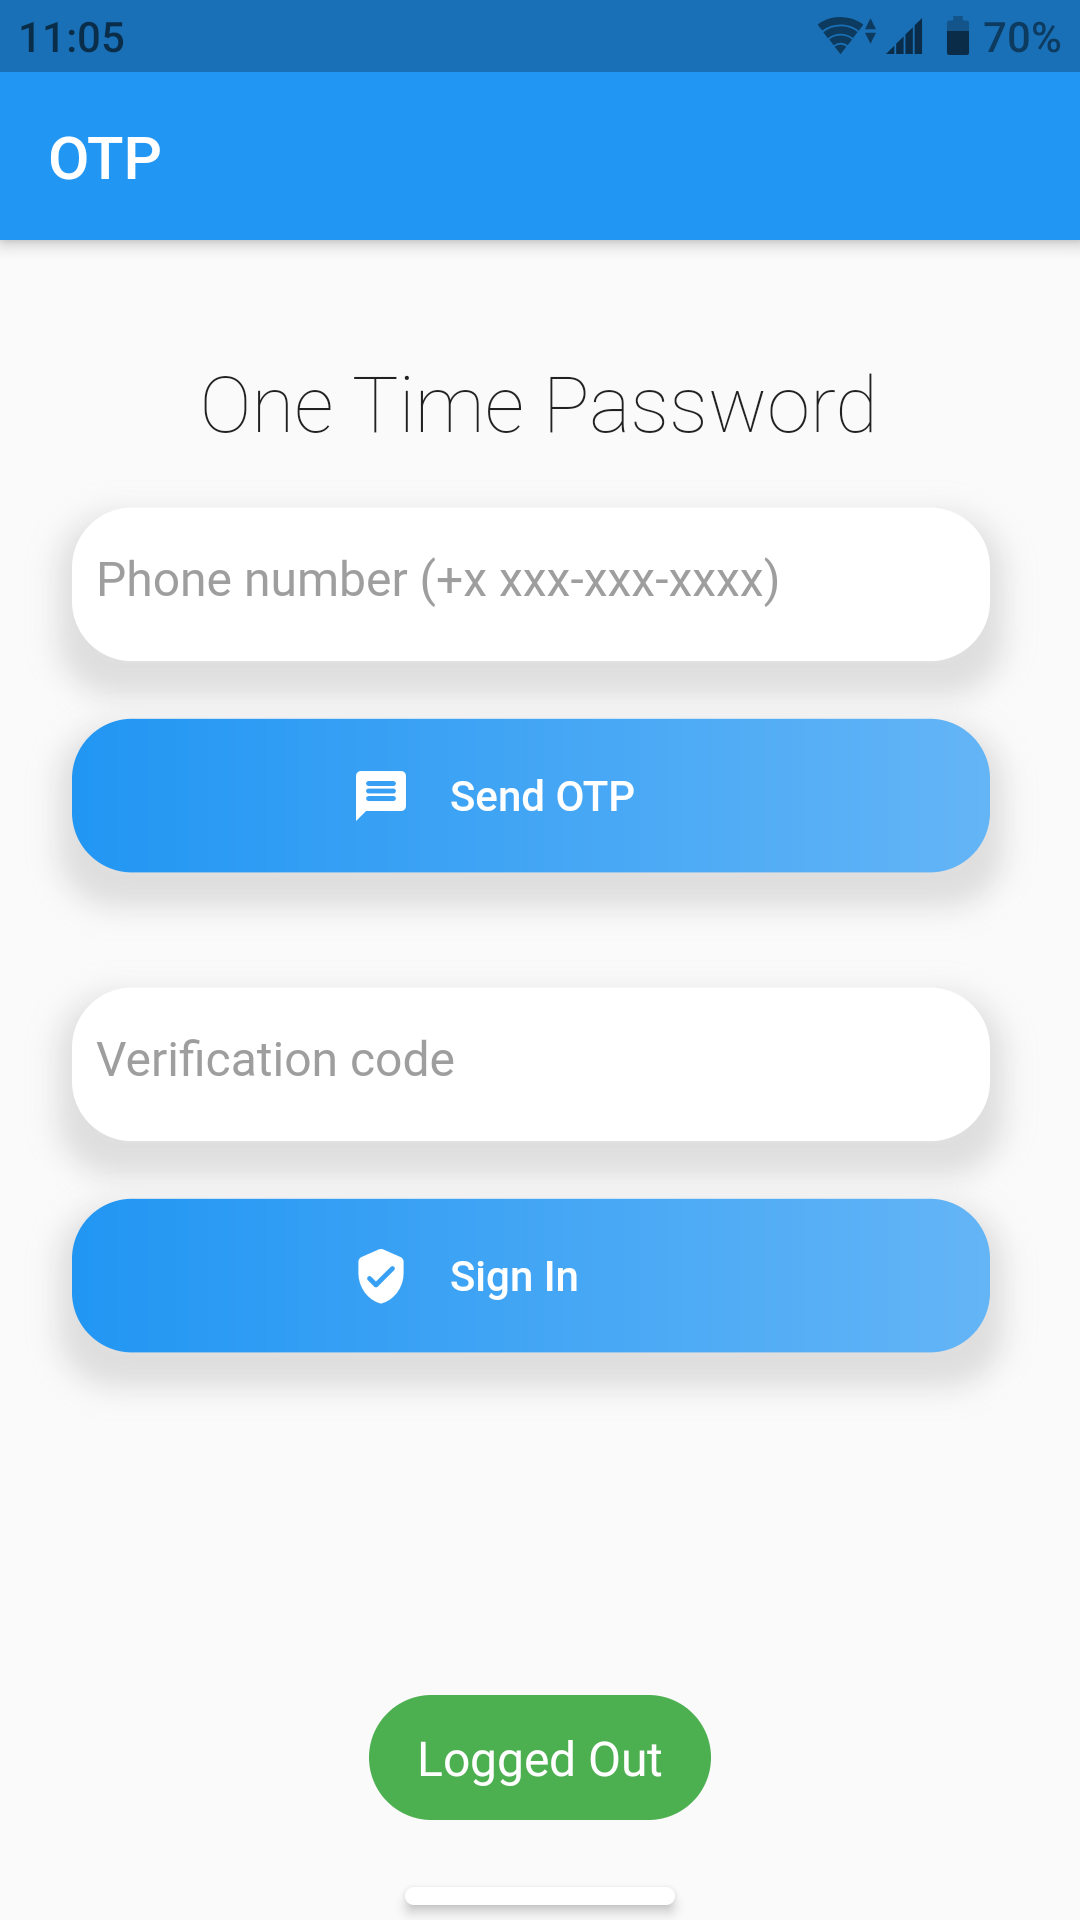 11:05 70%
OTP
One Time Password
Phone number (+x xxx-xxx-xxxx)
Send OTP
Verification code
Sign In
Logged Out